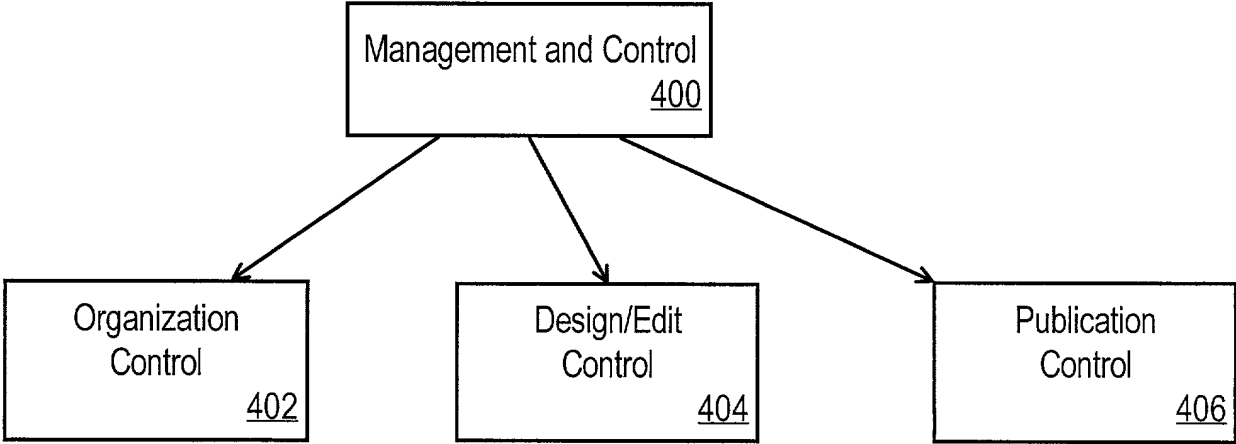 Management and Control
400
Organization
Control
402
Design/Edit
Control
404
Publication
Control
406